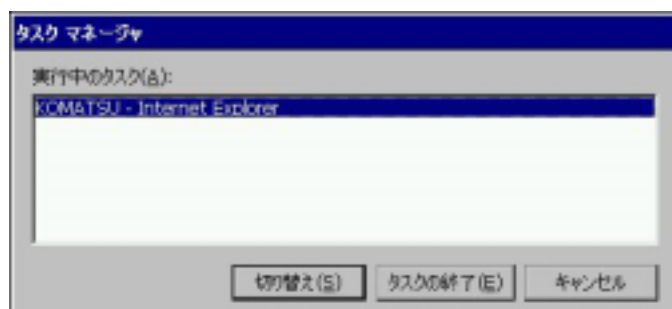 タスク マネージャ
実行中のタスク(A):
KOMATSU - Internet Explorer
切り替え(S) タスクの終了(E) キャンセル